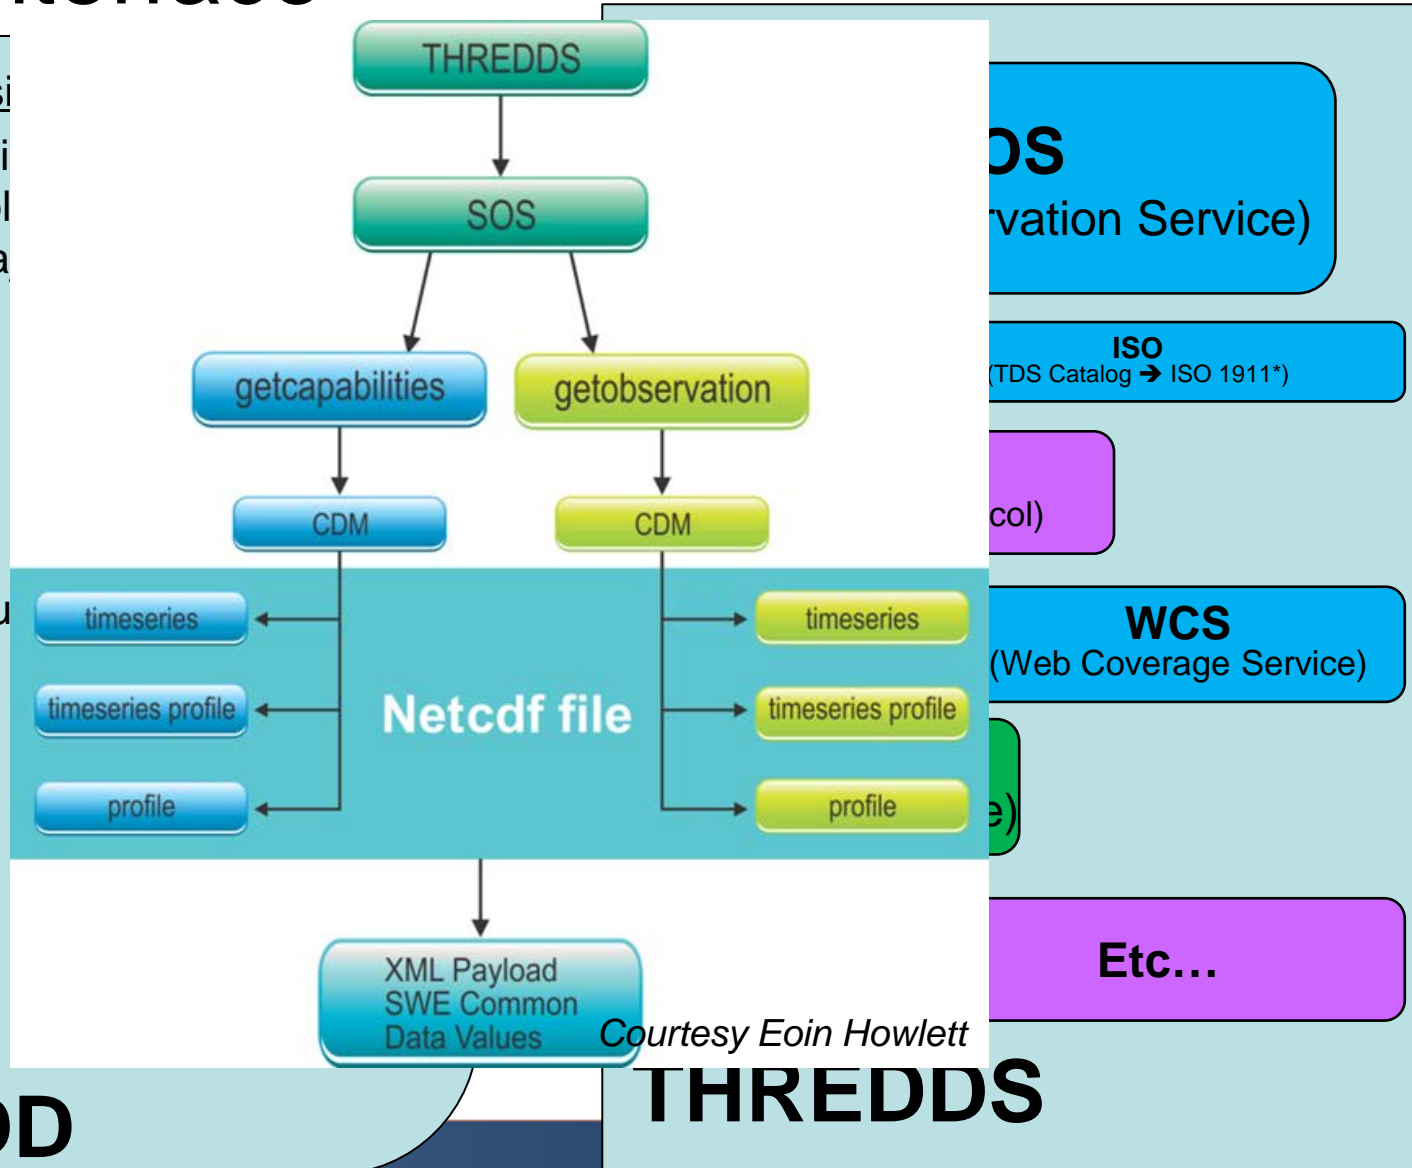 THREDDS
SOS
getcapabilities
getobservation
CDM
CDM
timeseries
timeseries
timeseries profile
Netcdf file
timeseries profile
profile
profile
XML Payload
SWE Common
Data Values
Courtesy Eoin Howlett
OS
rvation Service)
ISO
(TDS Catalog ➔ ISO 1911*)
col)
WCS
(Web Coverage Service)
e)
Etc...
THREDDS